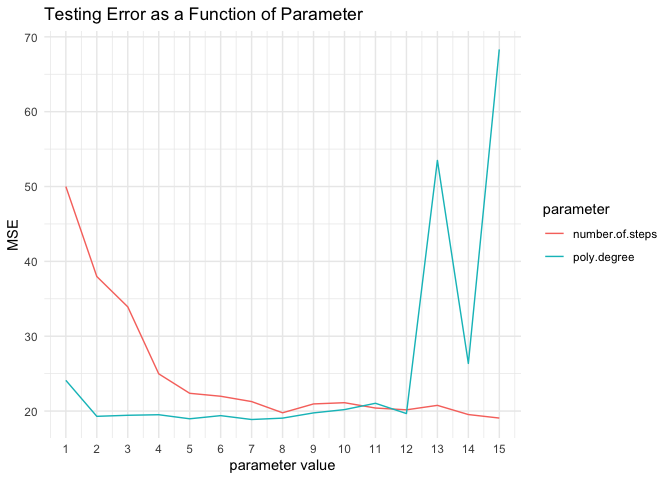 Testing Error as a Function of Parameter
70
60
50
40
30
20
MSE
1 2 3 4 5 6 7 8 9 10 11 12 13 14 15
parameter value
parameter
number.of.steps
poly.degree